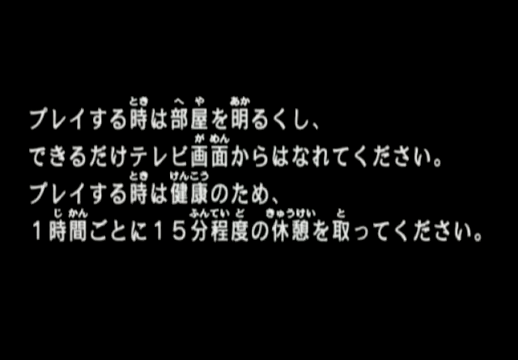 プレイする時は部屋を明るくし、
できるだけテレビ画面からはなれてください。
プレイする時は健康のため、
１時間ごとに１５分程度の休憩を取ってください。